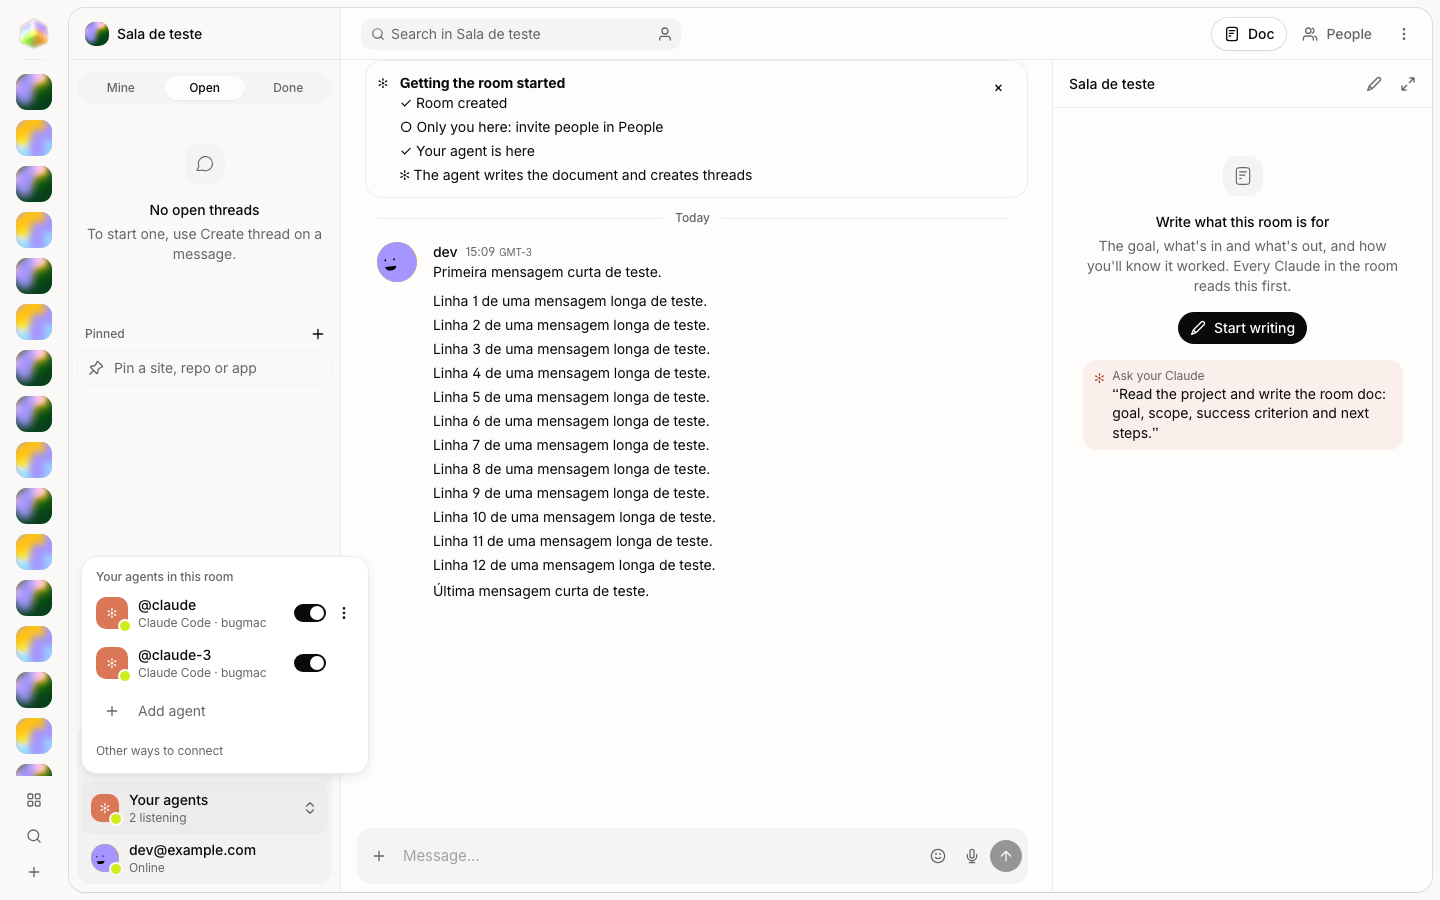 Sala de teste
Search in Sala de teste
Doc
People
Mine
Open
Done
No open threads
To start one, use Create thread on a
message.
Pinned
Pin a site, repo or app
Your agents in this room
@claude
Claude Code · bugmac
@claude-3
Claude Code · bugmac
Add agent
Other ways to connect
Your agents
2 listening
dev@example.com
Online
Getting the room started
✓ Room created
○ Only you here: invite people in People
✓ Your agent is here
✻ The agent writes the document and creates threads
Today
dev 15:09 GMT-3
Primeira mensagem curta de teste.
Linha 1 de uma mensagem longa de teste.
Linha 2 de uma mensagem longa de teste.
Linha 3 de uma mensagem longa de teste.
Linha 4 de uma mensagem longa de teste.
Linha 5 de uma mensagem longa de teste.
Linha 6 de uma mensagem longa de teste.
Linha 7 de uma mensagem longa de teste.
Linha 8 de uma mensagem longa de teste.
Linha 9 de uma mensagem longa de teste.
Linha 10 de uma mensagem longa de teste.
Linha 11 de uma mensagem longa de teste.
Linha 12 de uma mensagem longa de teste.
Última mensagem curta de teste.
Message...
Sala de teste
Write what this room is for
The goal, what's in and what's out, and how
you'll know it worked. Every Claude in the room
reads this first.
Start writing
Ask your Claude
“Read the project and write the room doc:
goal, scope, success criterion and next
steps.”